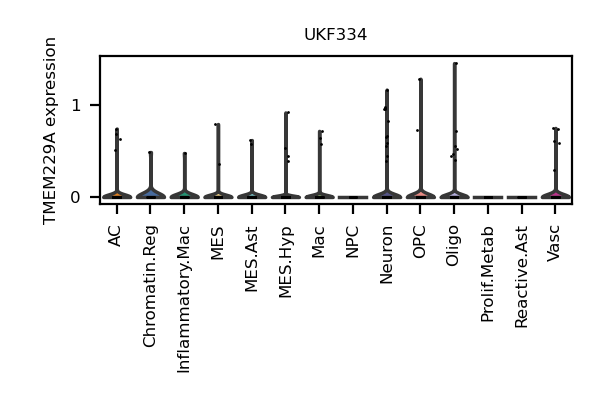 UKF334
TMEM229A expression
1
0
AC
Chromatin.Reg
Inflammatory.Mac
MES
MES.Ast
MES.Hyp
Mac
NPC
Neuron
OPC
Oligo
Prolif.Metab
Reactive.Ast
Vasc